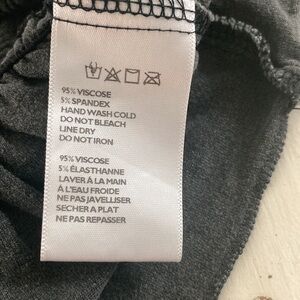 95% VISCOSE
5% SPANDEX
HAND WASH COLD
DO NOT BLEACH
LINE DRY
DO NOT IRON
95% VISCOSE
5% ÉLASTHANNE
LAVER À LA MAIN
À L'EAU FROIDE
NE PAS JAVELLISER
SECHER A PLAT
NE PAS REPASSER